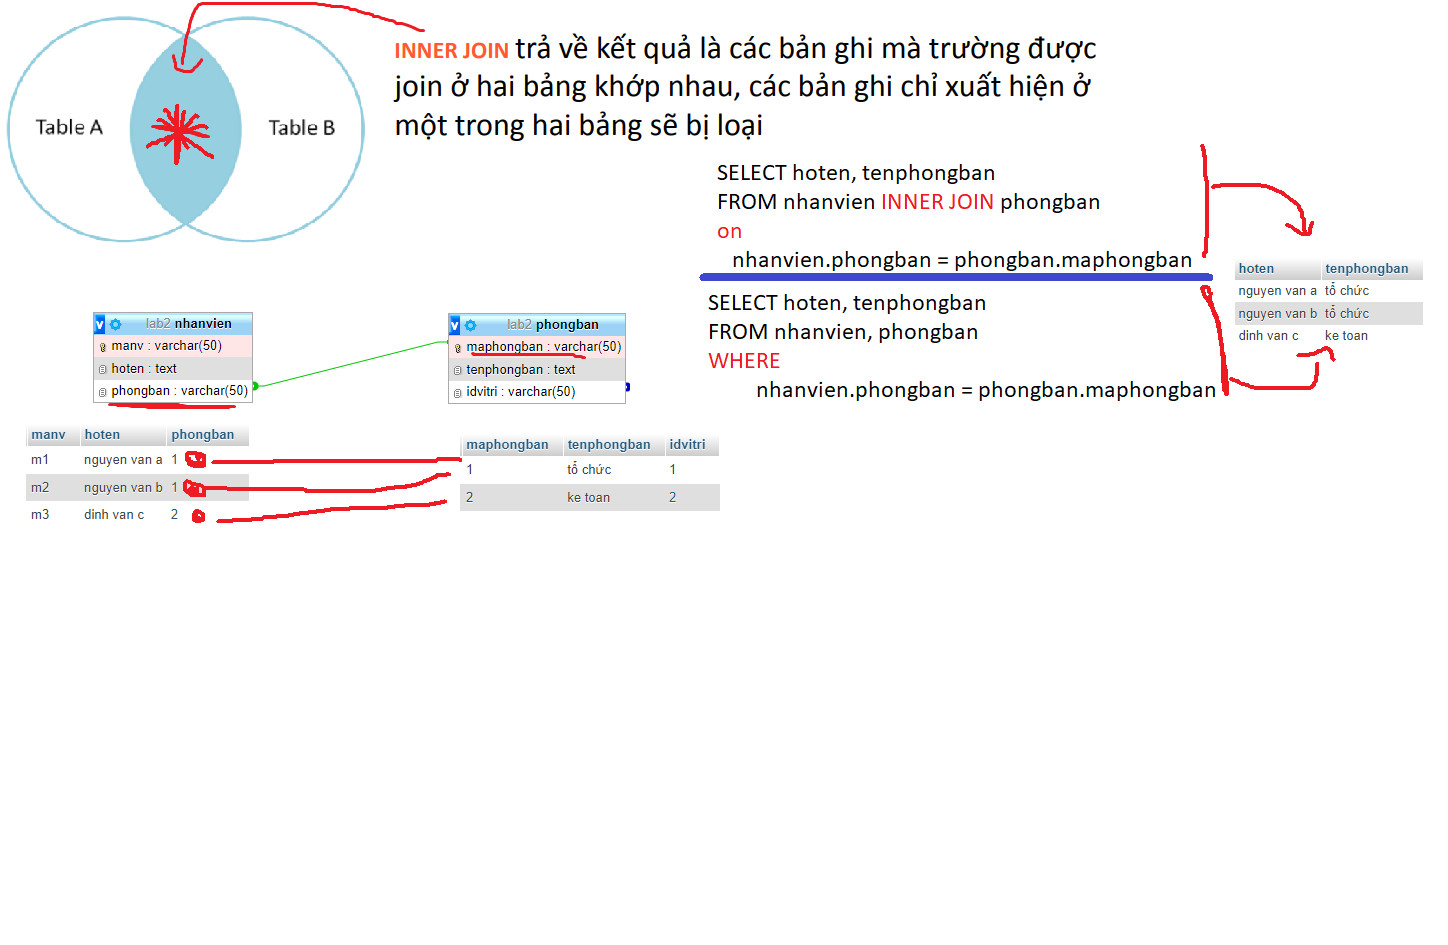 Table A
Table B
INNER JOIN trả về kết quả là các bản ghi mà trường được
join ở hai bảng khớp nhau, các bản ghi chỉ xuất hiện ở
một trong hai bảng sẽ bị loại
SELECT hoten, tenphongban
FROM nhanvien INNER JOIN phongban
on
nhanvien.phongban = phongban.maphongban
SELECT hoten, tenphongban
FROM nhanvien, phongban
WHERE
nhanvien.phongban = phongban.maphongban
hoten tenphongban
nguyen van a tổ chức
nguyen van b tổ chức
dinh van c ke toan
v lab2 nhanvien
manv : varchar(50)
hoten : text
phongban : varchar(50)
v lab2 phongban
maphongban : varchar(50)
tenphongban : text
idvitri : varchar(50)
manv hoten phongban
m1 nguyen van a 1
m2 nguyen van b 1
m3 dinh van c 2
maphongban tenphongban idvitri
1 tổ chức 1
2 ke toan 2